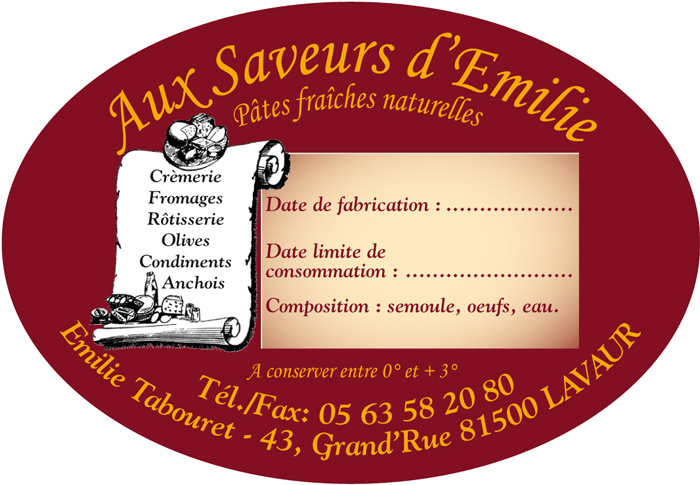 Aux Saveurs d'Emilie
Pâtes fraîches naturelles
Crèmerie
Fromages
Rôtisserie
Olives
Condiments
Anchois
Date de fabrication : ...................
Date limite de
consommation : .........................
Composition : semoule, oeufs, eau.
A conserver entre 0° et + 3°
Tél./Fax: 05 63 58 20 80
Emilie Tabouret - 43, Grand'Rue 81500 LAVAUR